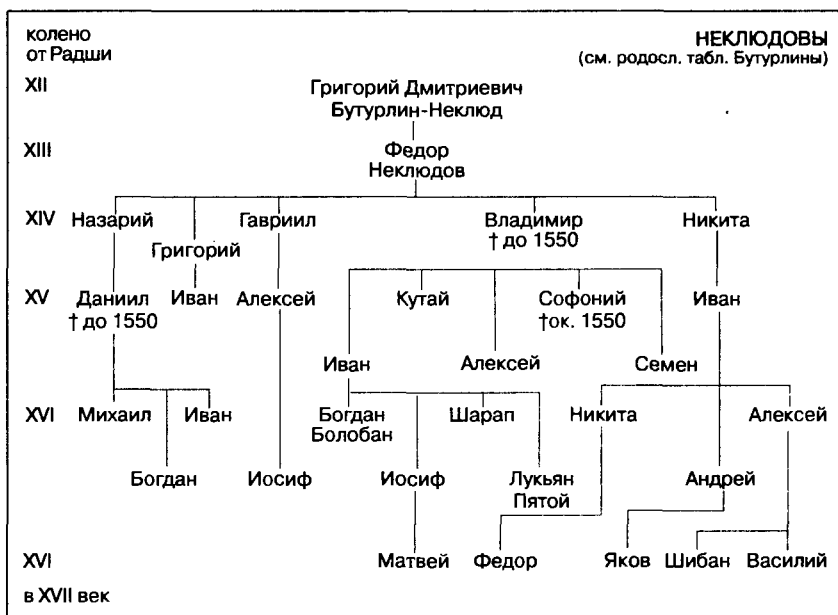 колено
от Радши
НЕКЛЮДОВЫ
(см. родосл. табл. Бутурлины)
XII
Григорий Дмитриевич
Бутурлин-Неклюд
XIII
Федор
Неклюдов
XIV Назарий Гавриил Владимир Никита
† до 1550
Григорий
XV Даниил Иван Алексей Кутай Софоний Иван
† до 1550 †ок. 1550
Иван Алексей Семен
XVI Михаил Иван Богдан Шарап Никита Алексей
Болобан
Богдан Иосиф Иосиф Лукьян Андрей
Пятой
XVI Матвей Федор Яков Шибан Василий
в XVII век